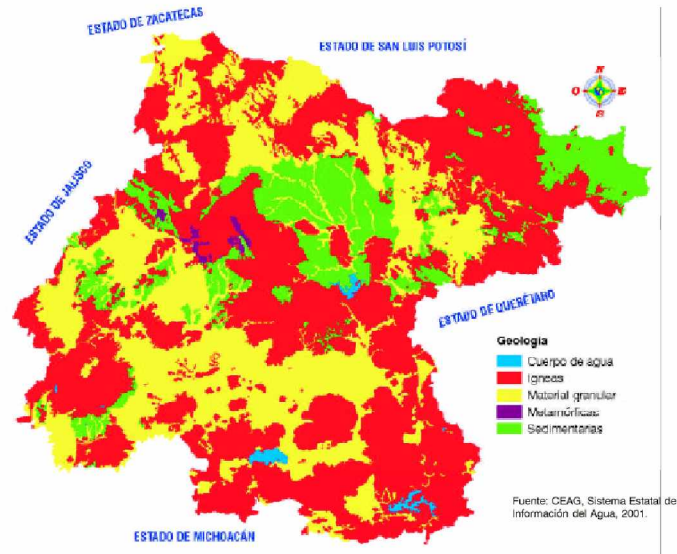 ESTADO DE ZACATECAS
ESTADO DE SAN LUIS POTOSÍ
N
O E
S
ESTADO DE JALISCO
ESTADO DE QUERÉTARO
Geología
Cuerpo de agua
Igneas
Material granular
Metamórficas
Sedimentarias
Fuente: CEAG, Sistema Estatal de
Información del Agua, 2001.
ESTADO DE MICHOACÁN